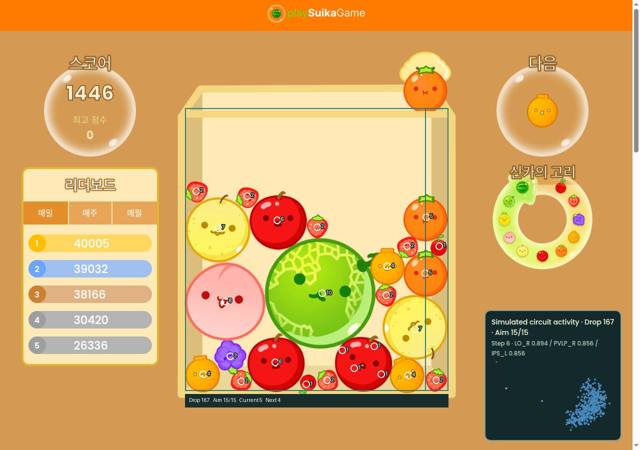 playSuikaGame
스코어
1446
최고 점수
0
리더보드
매일
매주
매월
1 40005
2 39032
3 38166
4 30420
5 26336
다음
산카의 고리
Simulated circuit activity · Drop 167
· Aim 15/15
Step 6 · LO_R 0.894 / PVLP_R 0.856 /
IPS_L 0.856
Drop 167 Aim 15/15 Current 5 Next 4